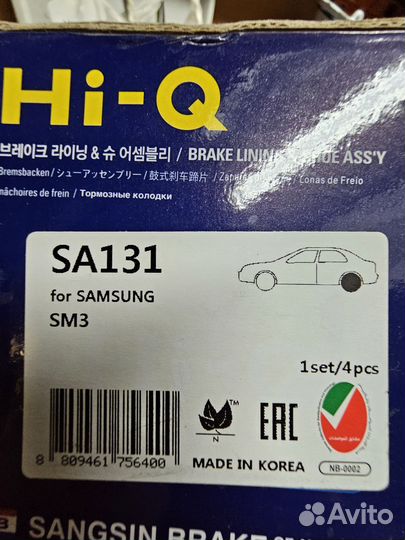 Hi-Q
브레이크 라이닝 & 슈 어셈블리 / BRAKE LINING & SHOE ASS'Y
Bremsbacken / シューアッセンブリー / 鼓式刹车蹄片 / Lonas de Freio
mâchoires de frein / Тормозные колодки
SA131
for SAMSUNG
SM3
1set/4pcs
TM
N
EAC
8 809461 756400
MADE IN KOREA
NB-0002
SANGSIN BRAKE
Avito